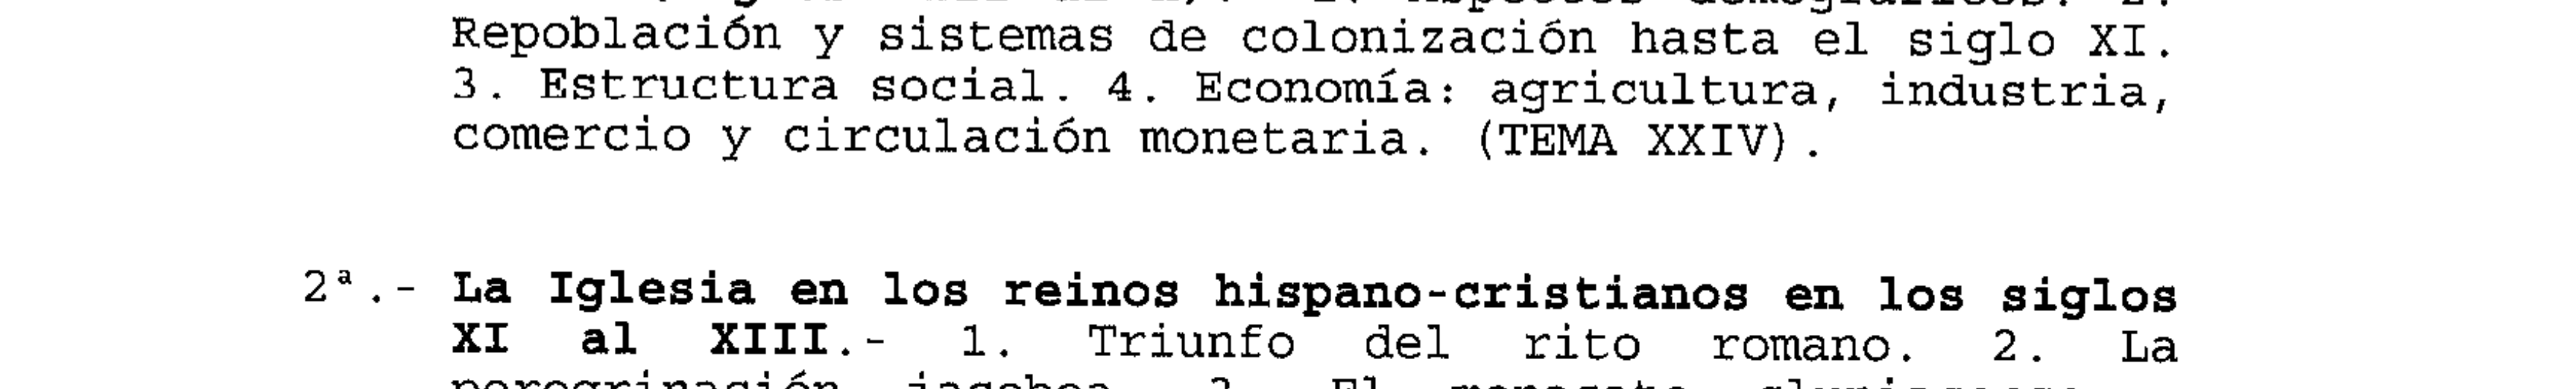 Repoblación y sistemas de colonización hasta el siglo XI.
3. Estructura social. 4. Economía: agricultura, industria,
comercio y circulación monetaria. (TEMA XXIV).
2ª.- La Iglesia en los reinos hispano-cristianos en los siglos
XI al XIII.- 1. Triunfo del rito romano. 2. La